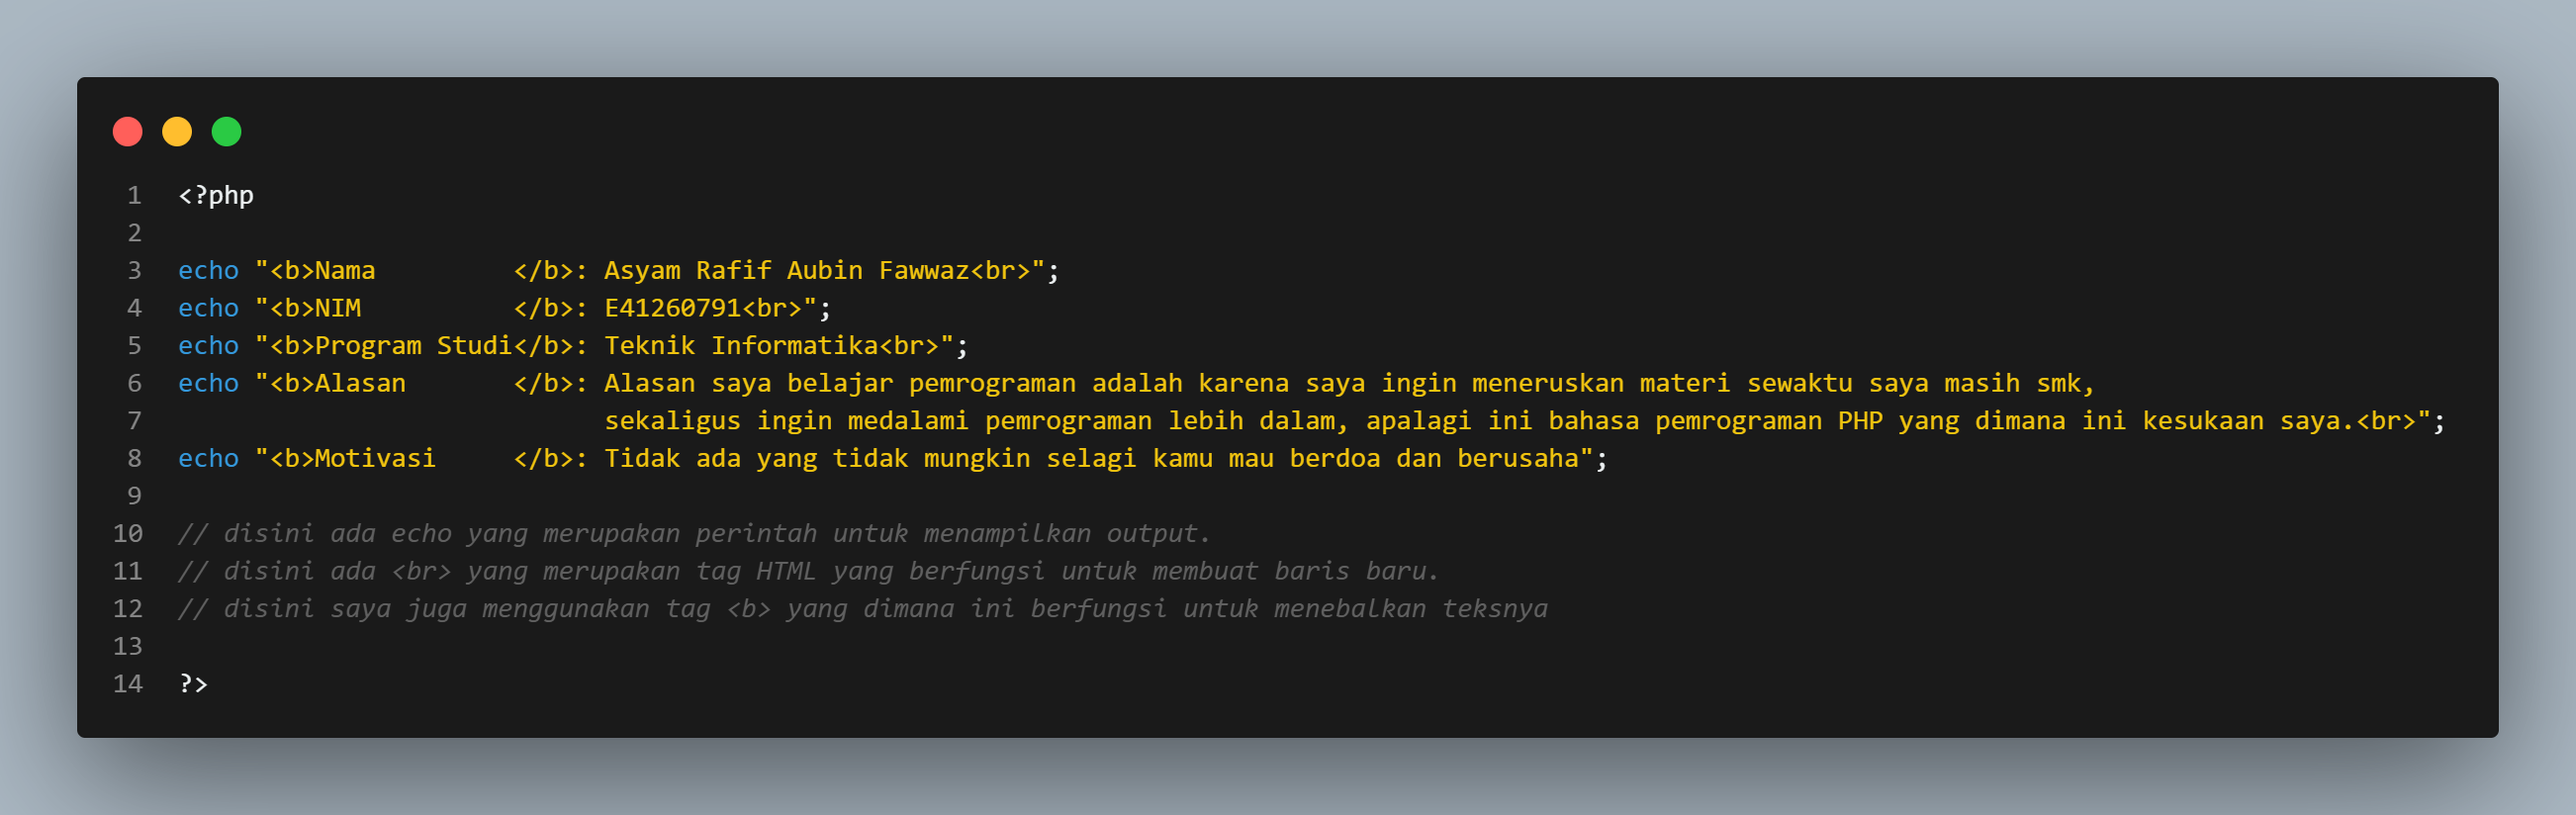 1 <?php
2
3 echo "<b>Nama         </b>: Asyam Rafif Aubin Fawwaz<br>";
4 echo "<b>NIM          </b>: E41260791<br>";
5 echo "<b>Program Studi</b>: Teknik Informatika<br>";
6 echo "<b>Alasan       </b>: Alasan saya belajar pemrograman adalah karena saya ingin meneruskan materi sewaktu saya masih smk,
7                             sekaligus ingin medalami pemrograman lebih dalam, apalagi ini bahasa pemrograman PHP yang dimana ini kesukaan saya.<br>";
8 echo "<b>Motivasi     </b>: Tidak ada yang tidak mungkin selagi kamu mau berdoa dan berusaha";
9
10 // disini ada echo yang merupakan perintah untuk menampilkan output.
11 // disini ada <br> yang merupakan tag HTML yang berfungsi untuk membuat baris baru.
12 // disini saya juga menggunakan tag <b> yang dimana ini berfungsi untuk menebalkan teksnya
13
14 ?>